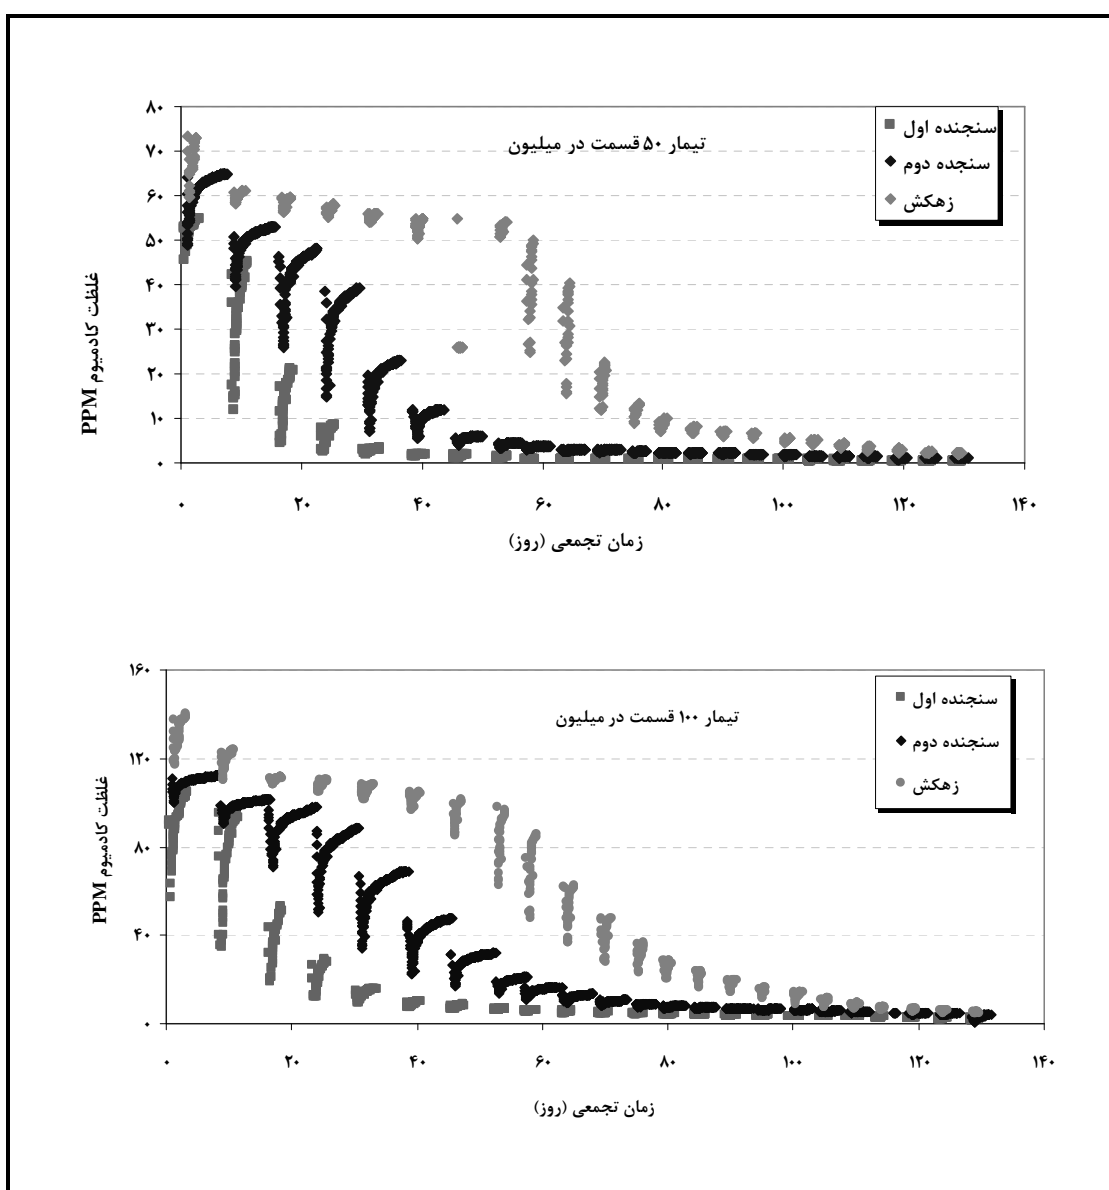 تیمار ۵۰ قسمت در میلیون
سنجنده اول
سنجده دوم
زهکش
غلظت کادمیوم PPM
۸۰
۷۰
۶۰
۵۰
۴۰
۳۰
۲۰
۱۰
۰
۰ ۲۰ ۴۰ ۶۰ ۸۰ ۱۰۰ ۱۲۰ ۱۴۰
زمان تجمعی (روز)
تیمار ۱۰۰ قسمت در میلیون
سنجنده اول
سنجنده دوم
زهکش
غلظت کادمیوم PPM
۱۶۰
۱۲۰
۸۰
۴۰
۰
۰ ۲۰ ۴۰ ۶۰ ۸۰ ۱۰۰ ۱۲۰ ۱۴۰
زمان تجمعی (روز)